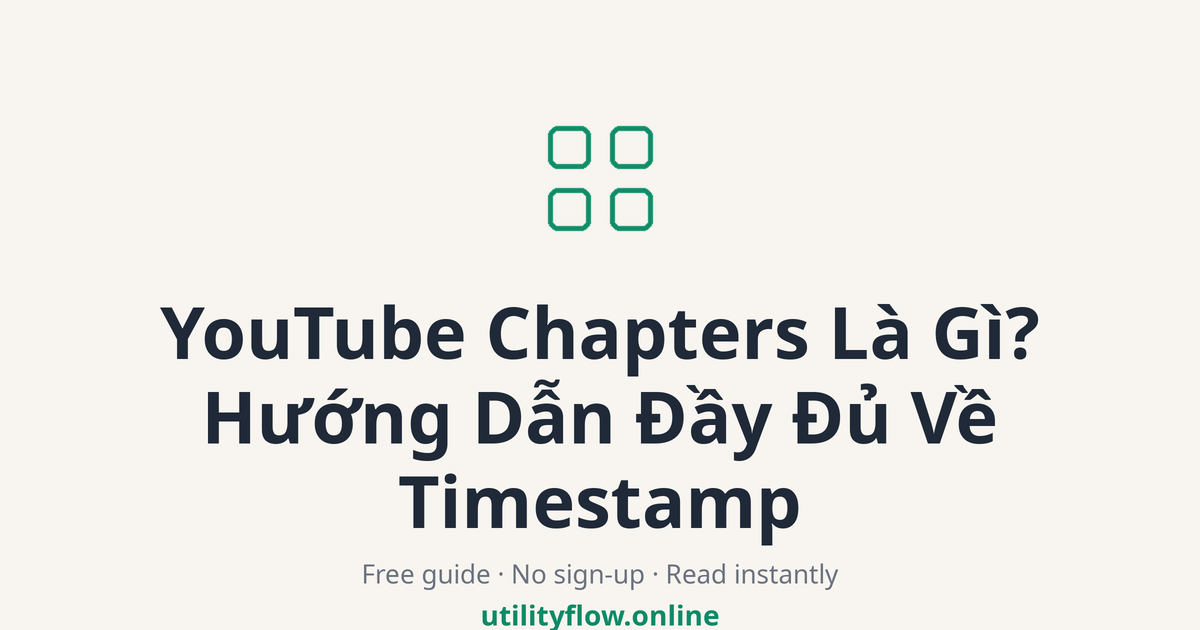 YouTube Chapters Là Gì?
Hướng Dẫn Đầy Đủ Về
Timestamp
Free guide · No sign-up · Read instantly
utilityflow.online